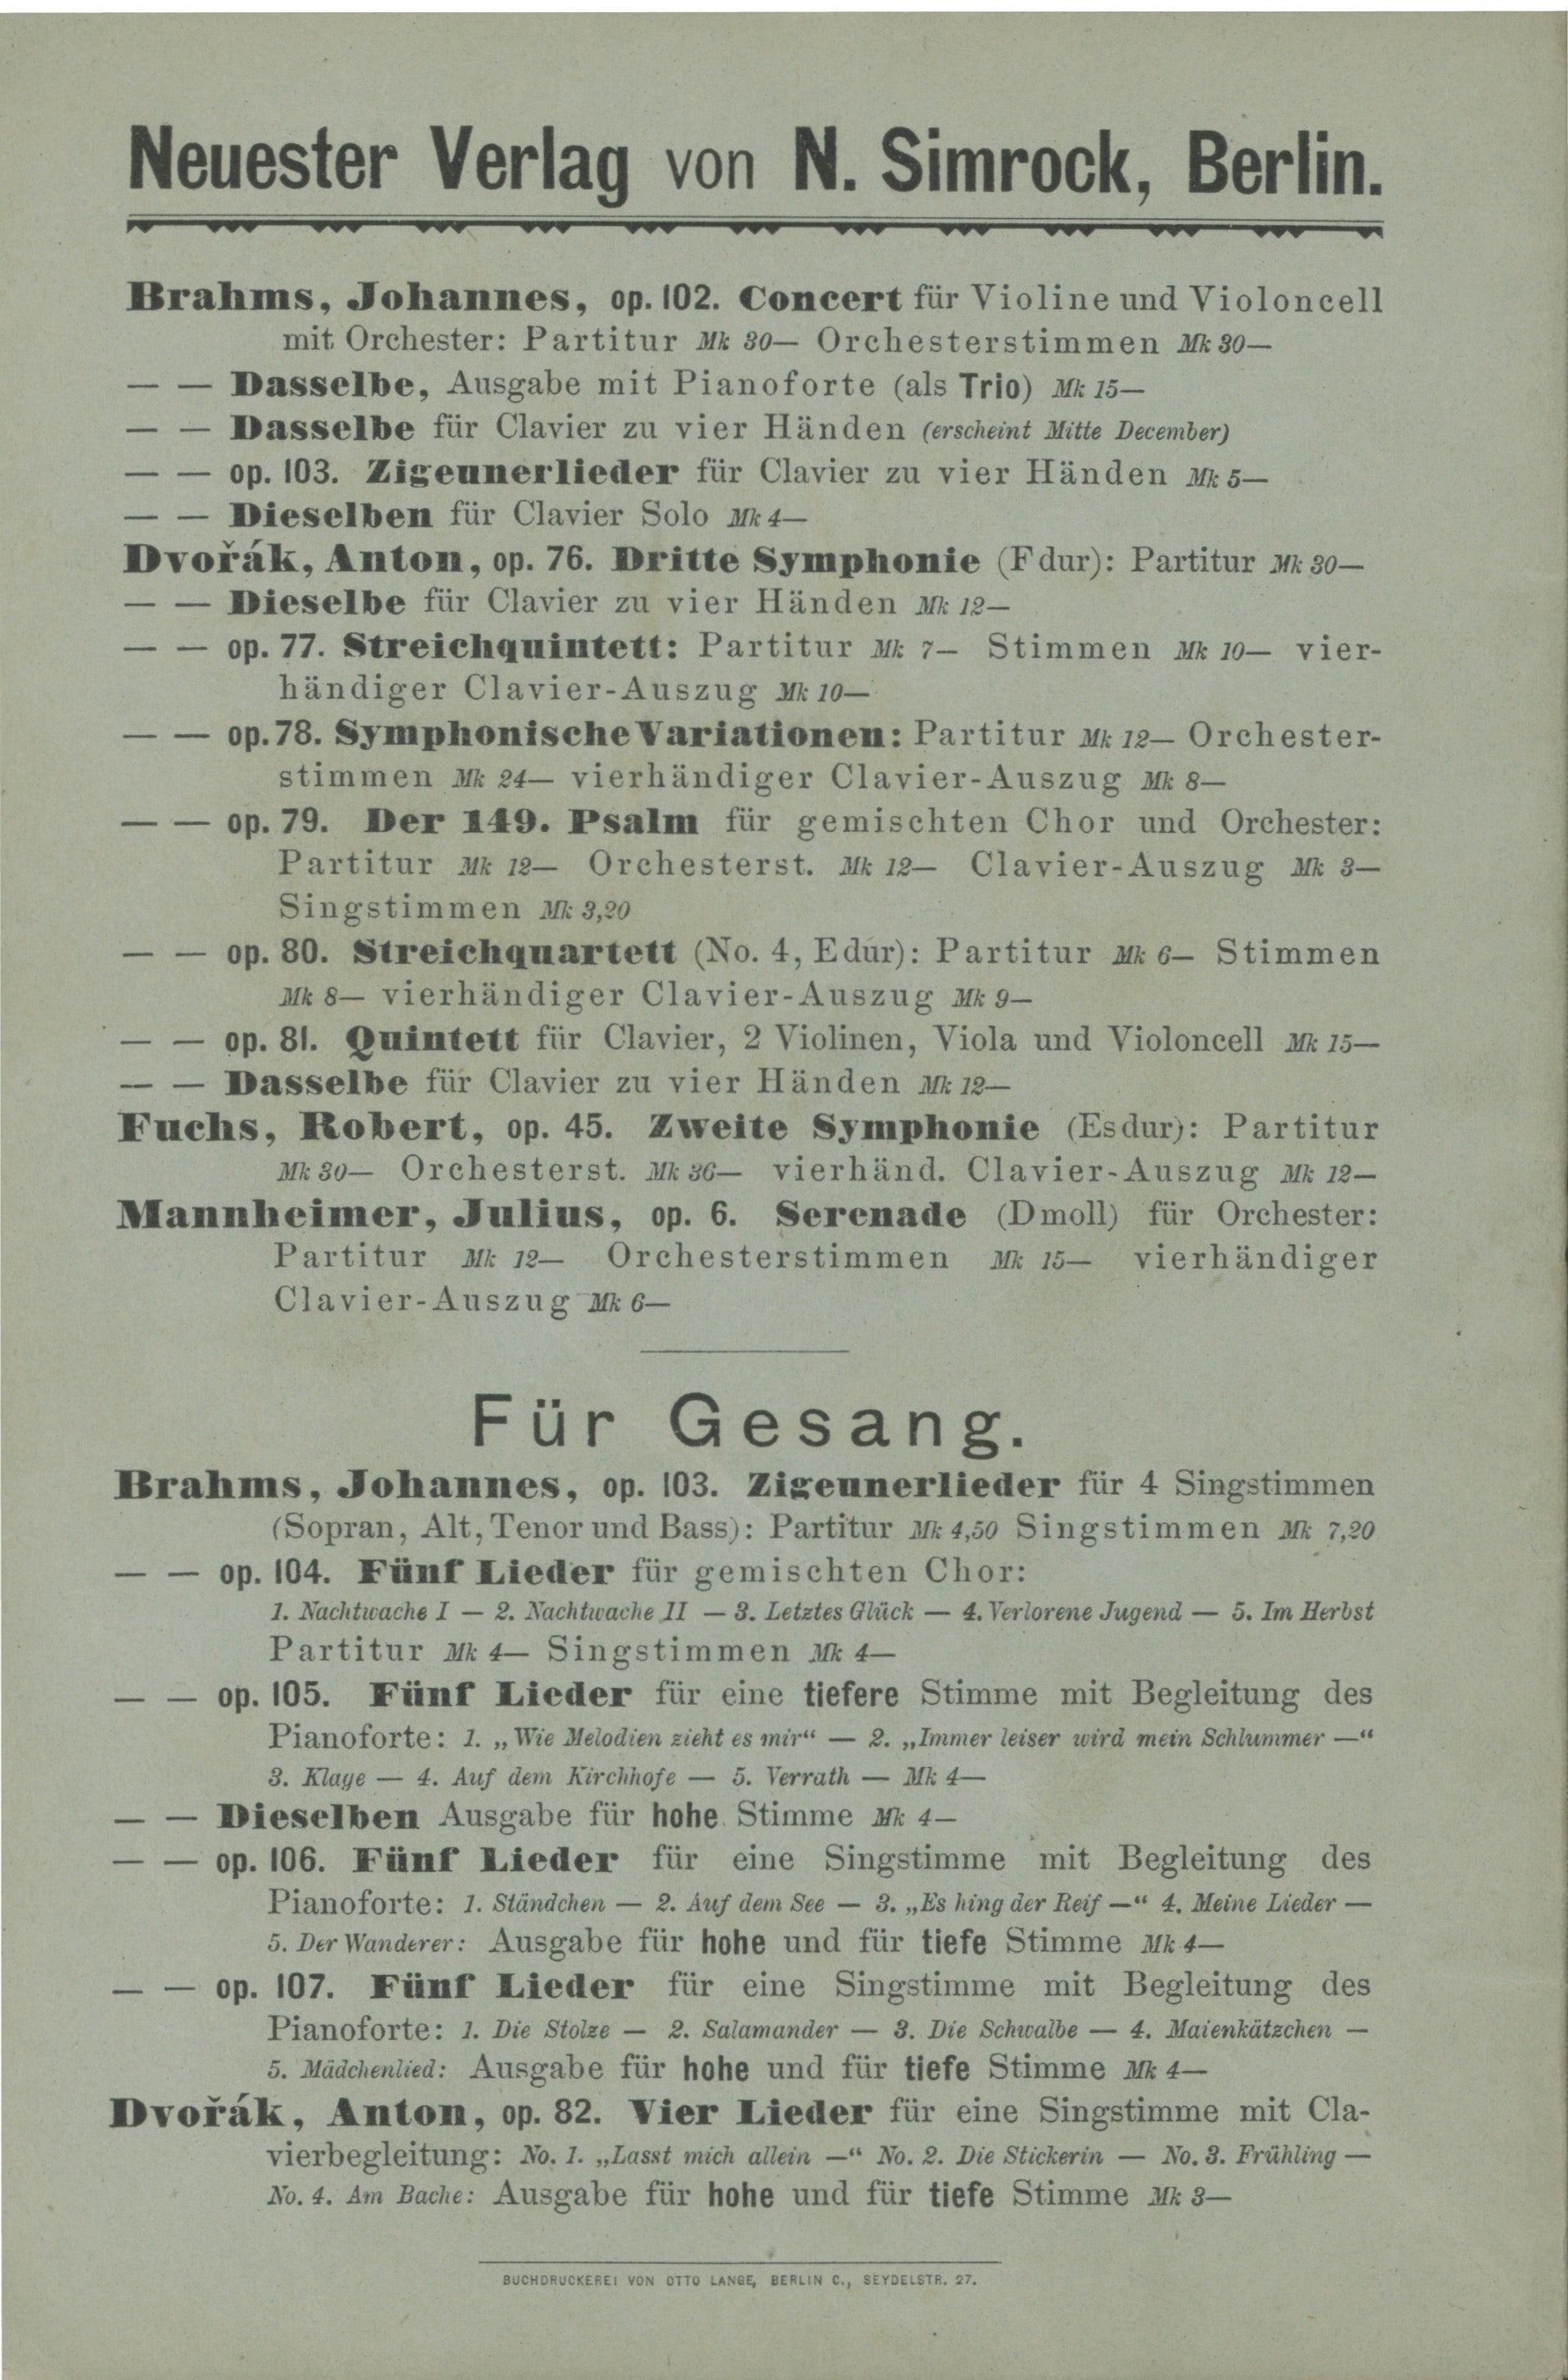 Neuester Verlag von N. Simrock, Berlin.
Brahms, Johannes, op. 102. Concert für Violine und Violoncell
mit Orchester: Partitur Mk 30— Orchesterstimmen Mk 30—
— — Dasselbe, Ausgabe mit Pianoforte (als Trio) Mk 15—
— — Dasselbe für Clavier zu vier Händen (erscheint Mitte December)
— — op. 103. Zigeunerlieder für Clavier zu vier Händen Mk 5—
— — Dieselben für Clavier Solo Mk 4—
Dvořák, Anton, op. 76. Dritte Symphonie (F dur): Partitur Mk 30—
— — Dieselbe für Clavier zu vier Händen Mk 12—
— — op. 77. Streichquintett: Partitur Mk 7— Stimmen Mk 10— vier-
händiger Clavier-Auszug Mk 10—
— — op. 78. Symphonische Variationen: Partitur Mk 12— Orchester-
stimmen Mk 24— vierhändiger Clavier-Auszug Mk 8—
— — op. 79. Der 149. Psalm für gemischten Chor und Orchester:
Partitur Mk 12— Orchesterst. Mk 12— Clavier-Auszug Mk 3—
Singstimmen Mk 3,20
— — op. 80. Streichquartett (No. 4, E dur): Partitur Mk 6— Stimmen
Mk 8— vierhändiger Clavier-Auszug Mk 9—
— — op. 81. Quintett für Clavier, 2 Violinen, Viola und Violoncell Mk 15—
— — Dasselbe für Clavier zu vier Händen Mk 12—
Fuchs, Robert, op. 45. Zweite Symphonie (Es dur): Partitur
Mk 30— Orchesterst. Mk 36— vierhänd. Clavier-Auszug Mk 12—
Mannheimer, Julius, op. 6. Serenade (D moll) für Orchester:
Partitur Mk 12— Orchesterstimmen Mk 15— vierhändiger
Clavier-Auszug Mk 6—
Für Gesang.
Brahms, Johannes, op. 103. Zigeunerlieder für 4 Singstimmen
(Sopran, Alt, Tenor und Bass): Partitur Mk 4,50 Singstimmen Mk 7,20
— — op. 104. Fünf Lieder für gemischten Chor:
1. Nachtwache I — 2. Nachtwache II — 3. Letztes Glück — 4. Verlorene Jugend — 5. Im Herbst
Partitur Mk 4— Singstimmen Mk 4—
— — op. 105. Fünf Lieder für eine tiefere Stimme mit Begleitung des
Pianoforte: 1. „Wie Melodien zieht es mir“ — 2. „Immer leiser wird mein Schlummer —“
3. Klage — 4. Auf dem Kirchhofe — 5. Verrath — Mk 4—
— — Dieselben Ausgabe für hohe Stimme Mk 4—
— — op. 106. Fünf Lieder für eine Singstimme mit Begleitung des
Pianoforte: 1. Ständchen — 2. Auf dem See — 3. „Es hing der Reif —“ 4. Meine Lieder —
5. Der Wanderer: Ausgabe für hohe und für tiefe Stimme Mk 4—
— — op. 107. Fünf Lieder für eine Singstimme mit Begleitung des
Pianoforte: 1. Die Stolze — 2. Salamander — 3. Die Schwalbe — 4. Maienkätzchen —
5. Mädchenlied: Ausgabe für hohe und für tiefe Stimme Mk 4—
Dvořák, Anton, op. 82. Vier Lieder für eine Singstimme mit Cla-
vierbegleitung: No. 1. „Lasst mich allein —“ No. 2. Die Stickerin — No. 3. Frühling —
No. 4. Am Bache: Ausgabe für hohe und für tiefe Stimme Mk 3—
BUCHDRUCKEREI VON OTTO LANGE, BERLIN C., SEYDELSTR. 27.